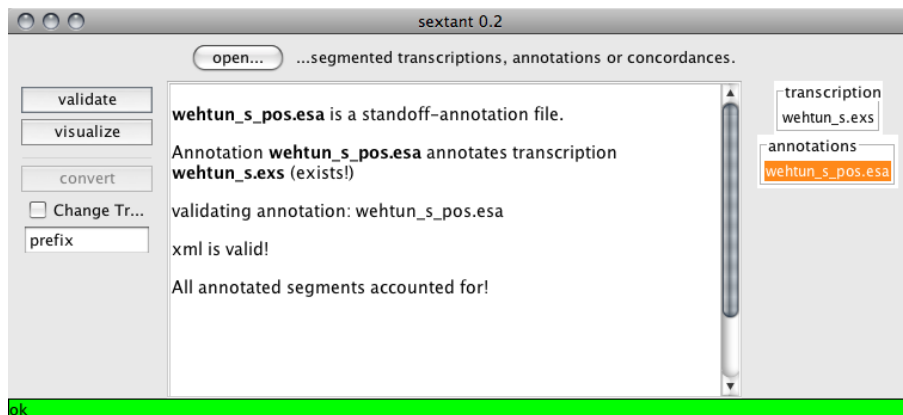 sextant 0.2
open... ...segmented transcriptions, annotations or concordances.
validate
visualize
convert
Change Tr...
prefix
wehtun_s_pos.esa is a standoff-annotation file.
Annotation wehtun_s_pos.esa annotates transcription
wehtun_s.exs (exists!)
validating annotation: wehtun_s_pos.esa
xml is valid!
All annotated segments accounted for!
transcription
wehtun_s.exs
annotations
wehtun_s_pos.esa
ok